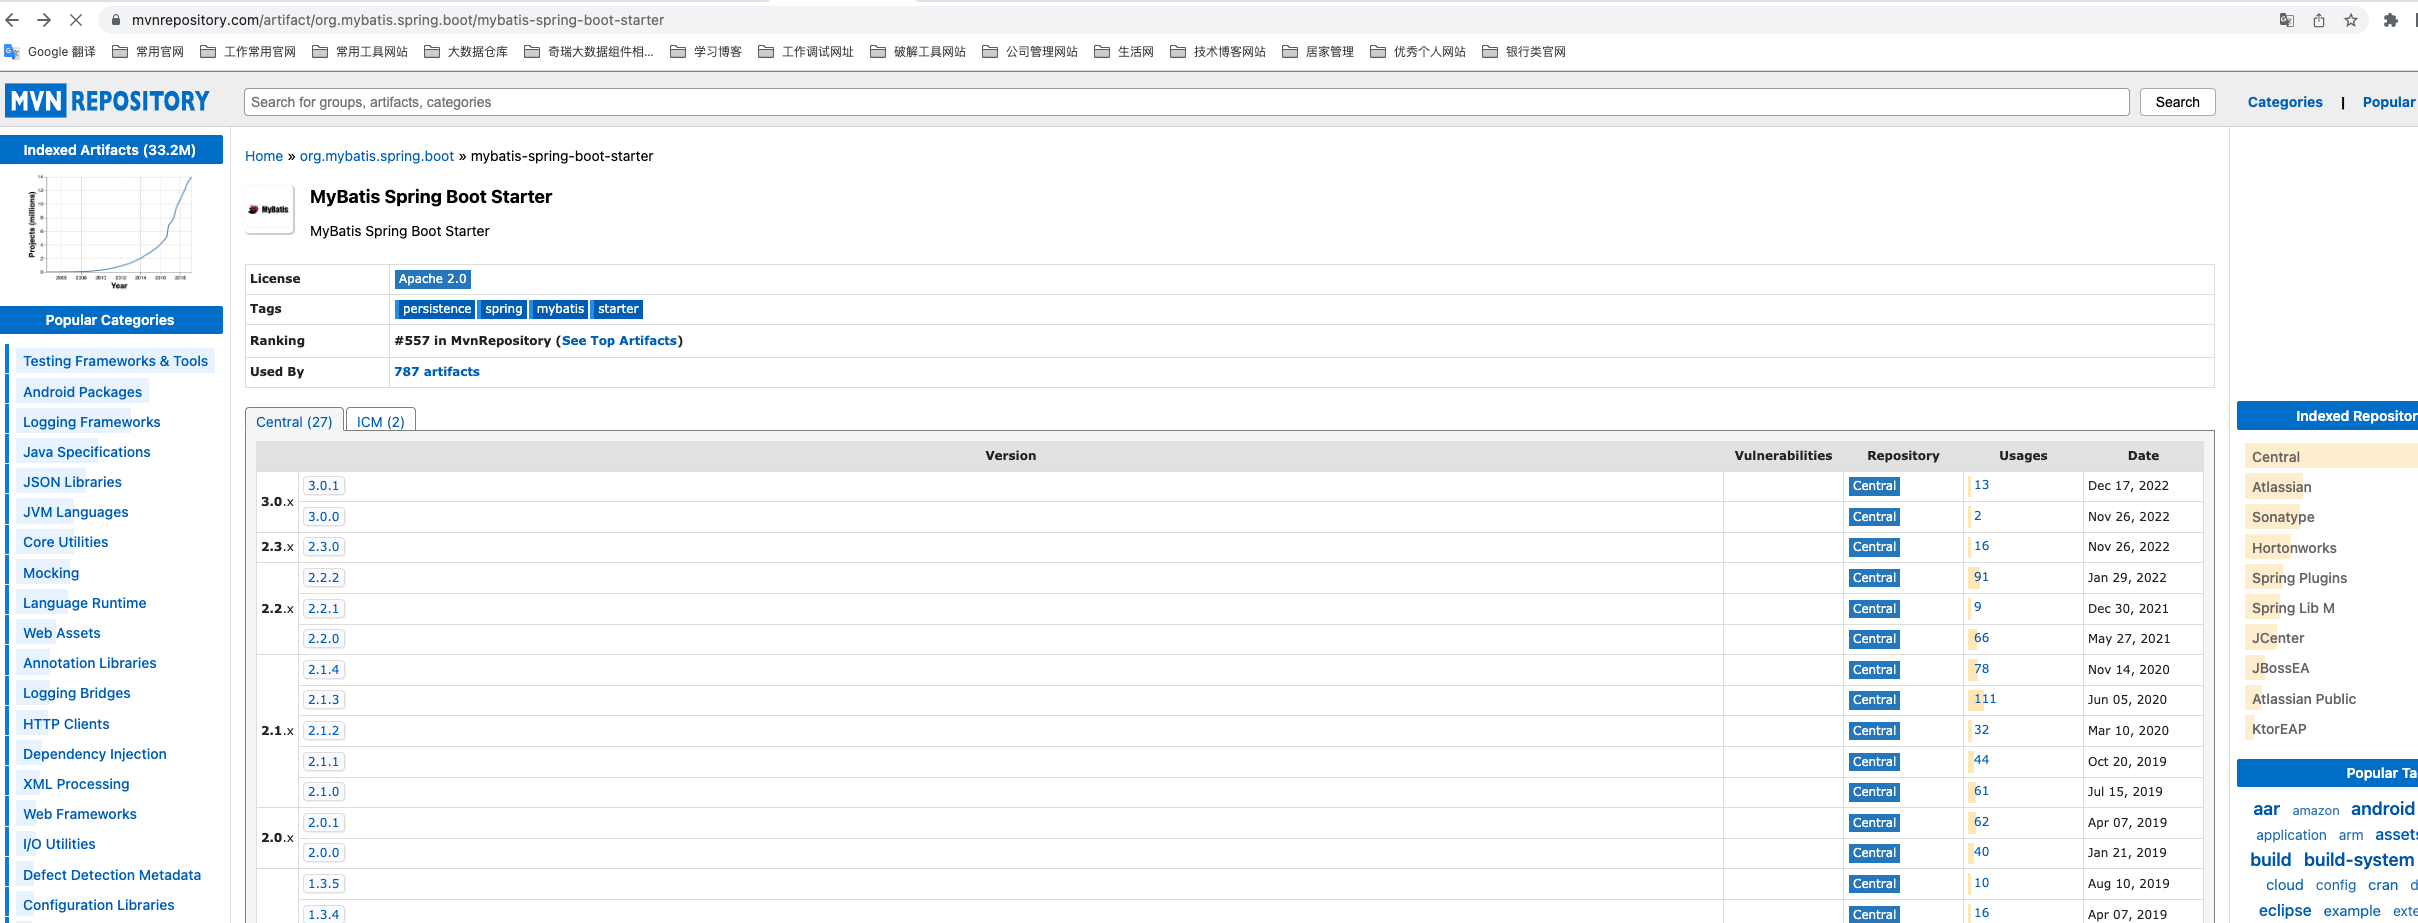 mvnrepository.com/artifact/org.mybatis.spring.boot/mybatis-spring-boot-starter
Google 翻译 常用官网 工作常用官网 常用工具网站 大数据仓库 奇瑞大数据组件相... 学习博客 工作调试网址 破解工具网站 公司管理网站 生活网 技术博客网站 居家管理 优秀个人网站 银行类官网
MVN REPOSITORY Search for groups, artifacts, categories Search Categories | Popular
Indexed Artifacts (33.2M)
Projects (millions)
Year
Popular Categories
Testing Frameworks & Tools
Android Packages
Logging Frameworks
Java Specifications
JSON Libraries
JVM Languages
Core Utilities
Mocking
Language Runtime
Web Assets
Annotation Libraries
Logging Bridges
HTTP Clients
Dependency Injection
XML Processing
Web Frameworks
I/O Utilities
Defect Detection Metadata
Configuration Libraries
Home » org.mybatis.spring.boot » mybatis-spring-boot-starter
MyBatis
MyBatis Spring Boot Starter
MyBatis Spring Boot Starter
License Apache 2.0
Tags persistence spring mybatis starter
Ranking #557 in MvnRepository (See Top Artifacts)
Used By 787 artifacts
Central (27) ICM (2)
Version Vulnerabilities Repository Usages Date
3.0.x
3.0.1 Central 13 Dec 17, 2022
3.0.0 Central 2 Nov 26, 2022
2.3.x 2.3.0 Central 16 Nov 26, 2022
2.2.x
2.2.2 Central 91 Jan 29, 2022
2.2.1 Central 9 Dec 30, 2021
2.2.0 Central 66 May 27, 2021
2.1.x
2.1.4 Central 78 Nov 14, 2020
2.1.3 Central 111 Jun 05, 2020
2.1.2 Central 32 Mar 10, 2020
2.1.1 Central 44 Oct 20, 2019
2.1.0 Central 61 Jul 15, 2019
2.0.x
2.0.1 Central 62 Apr 07, 2019
2.0.0 Central 40 Jan 21, 2019
1.3.5 Central 10 Aug 10, 2019
1.3.4 Central 16 Apr 07, 2019
Indexed Repositor
Central
Atlassian
Sonatype
Hortonworks
Spring Plugins
Spring Lib M
JCenter
JBossEA
Atlassian Public
KtorEAP
Popular Ta
aar amazon android
application arm assets
build build-system
cloud config cran d
eclipse example exte